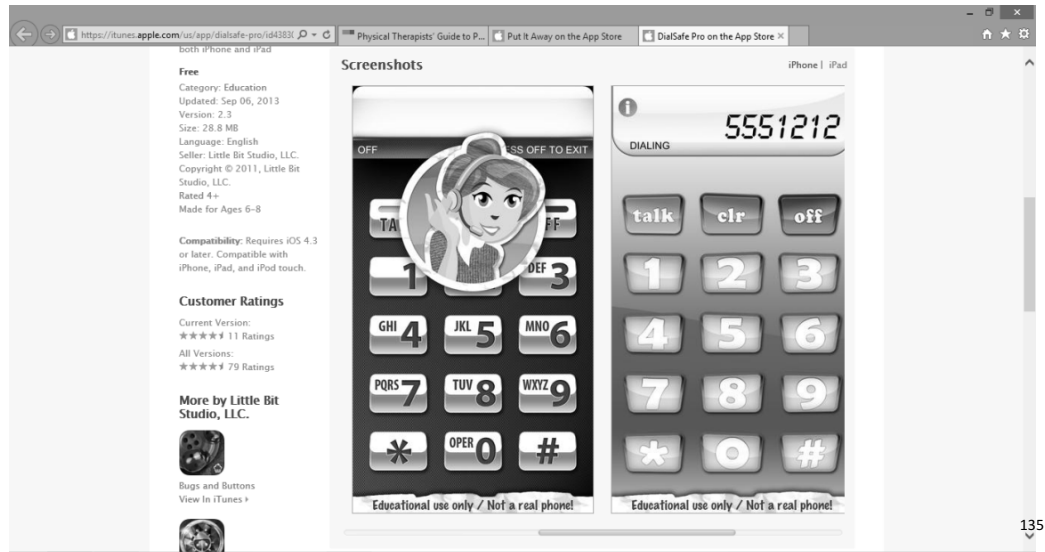 https://itunes.apple.com/us/app/dialsafe-pro/id4383
Physical Therapists' Guide to P...
Put It Away on the App Store
DialSafe Pro on the App Store
both iPhone and iPad
Free
Category: Education
Updated: Sep 06, 2013
Version: 2.3
Size: 28.8 MB
Language: English
Seller: Little Bit Studio, LLC.
Copyright © 2011, Little Bit
Studio, LLC.
Rated 4+
Made for Ages 6-8
Compatibility: Requires iOS 4.3
or later. Compatible with
iPhone, iPad, and iPod touch.
Customer Ratings
Current Version:
11 Ratings
All Versions:
79 Ratings
More by Little Bit
Studio, LLC.
Bugs and Buttons
View In iTunes
Screenshots
iPhone | iPad
OFF ESS OFF TO EXIT
TA FF
1 DEF 3
GHI 4 JKL 5 MNO 6
PQRS 7 TUV 8 WXYZ 9
* OPER 0 #
Educational use only / Not a real phone!
5551212
DIALING
talk clr off
1 2 3
4 5 6
7 8 9
* 0 #
Educational use only / Not a real phone!
135